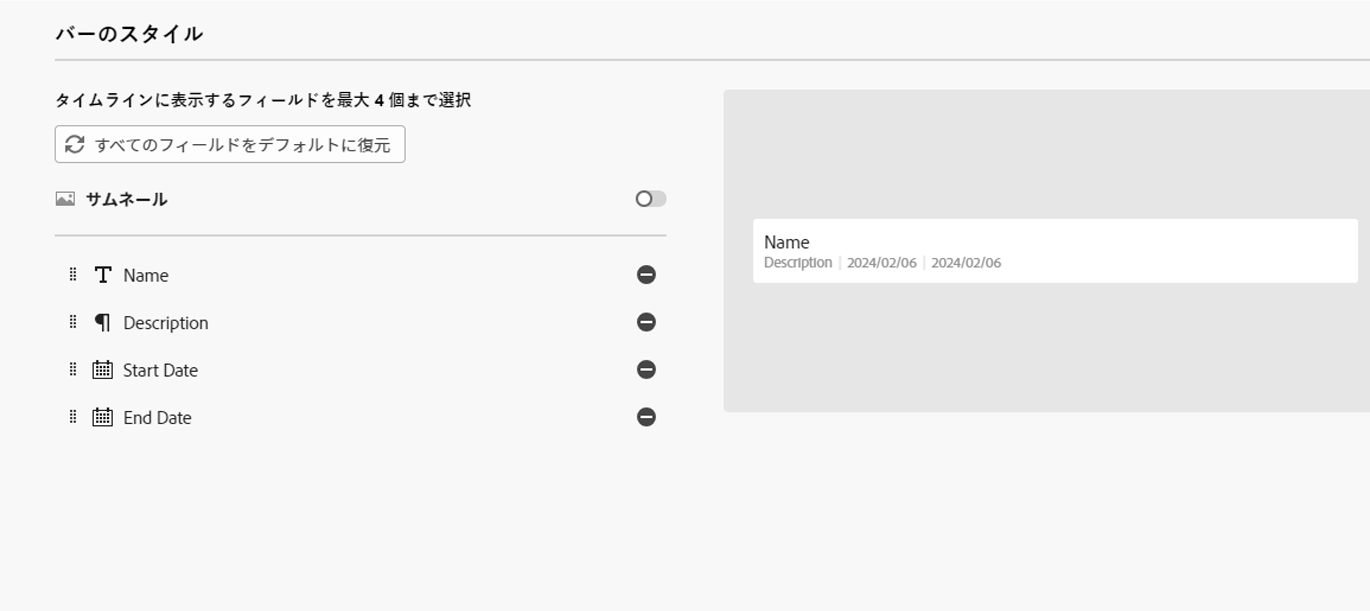 バーのスタイル
タイムラインに表示するフィールドを最大 4 個まで選択
すべてのフィールドをデフォルトに復元
サムネール
Name
Description
Start Date
End Date
Name
Description | 2024/02/06 | 2024/02/06